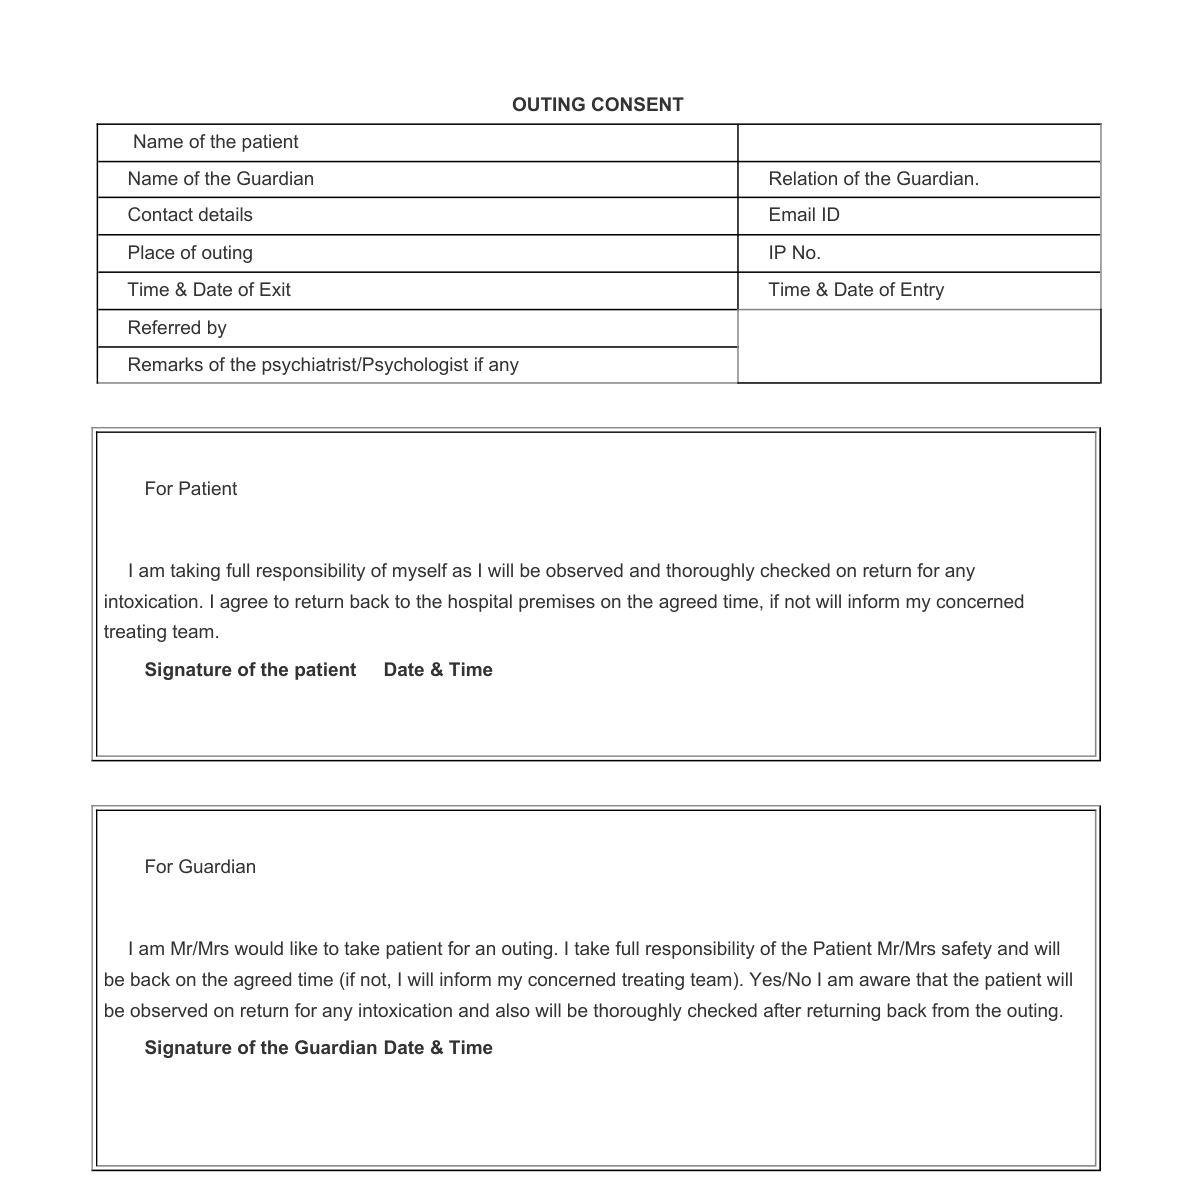 OUTING CONSENT
Name of the patient
Name of the Guardian Relation of the Guardian.
Contact details Email ID
Place of outing IP No.
Time & Date of Exit Time & Date of Entry
Referred by
Remarks of the psychiatrist/Psychologist if any
For Patient
I am taking full responsibility of myself as I will be observed and thoroughly checked on return for any
intoxication. I agree to return back to the hospital premises on the agreed time, if not will inform my concerned
treating team.
Signature of the patient Date & Time
For Guardian
I am Mr/Mrs would like to take patient for an outing. I take full responsibility of the Patient Mr/Mrs safety and will
be back on the agreed time (if not, I will inform my concerned treating team). Yes/No I am aware that the patient will
be observed on return for any intoxication and also will be thoroughly checked after returning back from the outing.
Signature of the Guardian Date & Time